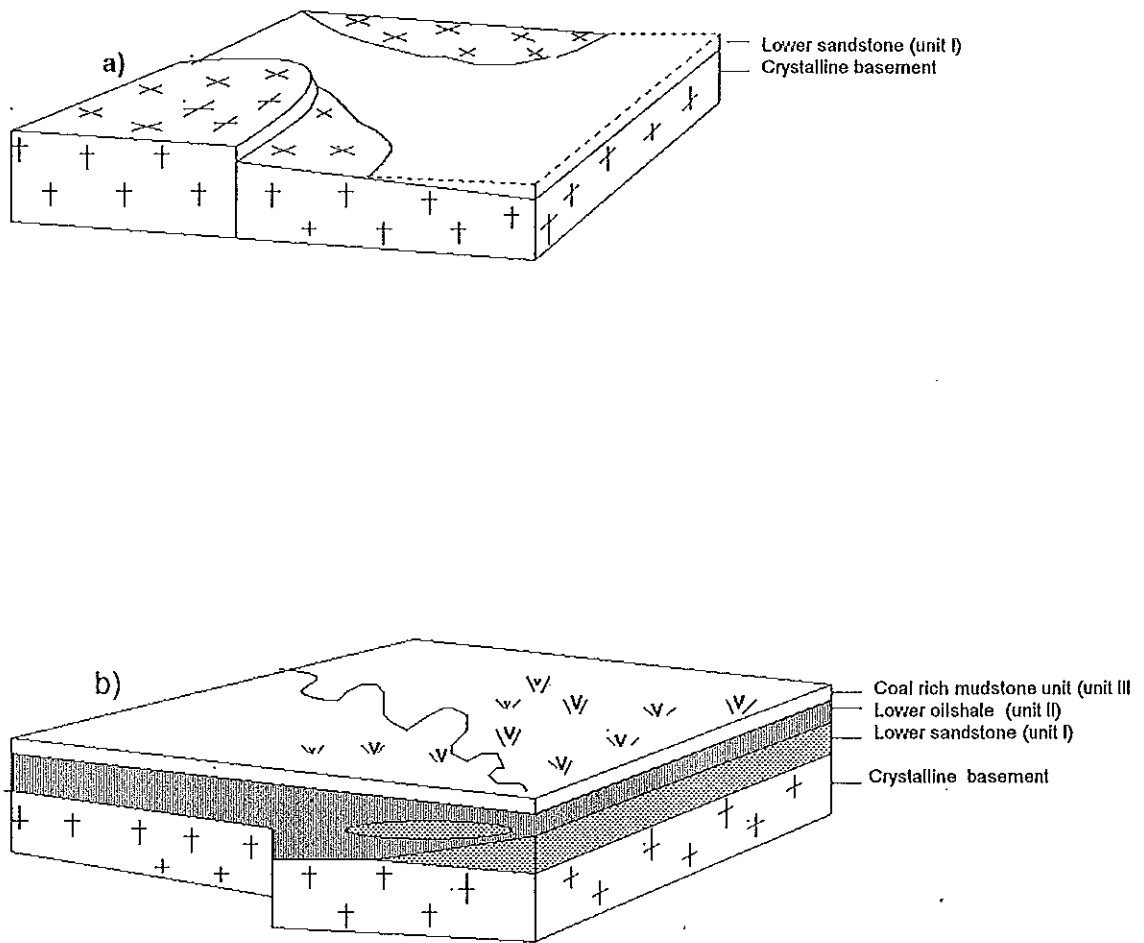 a)
Lower sandstone (unit I)
Crystalline basement
b)
Coal rich mudstone unit (unit III
Lower oilshale (unit II)
Lower sandstone (unit I)
Crystalline basement